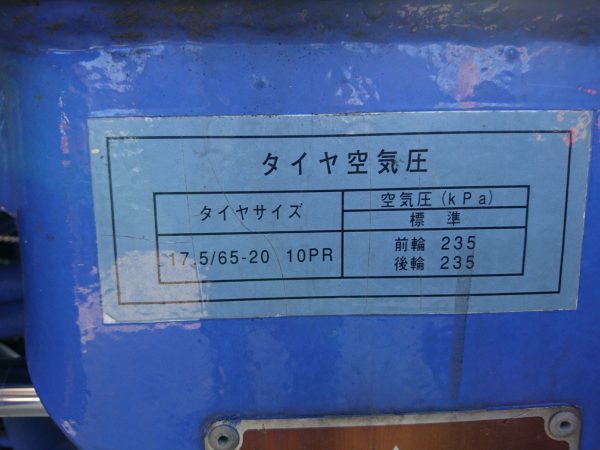 タイヤ空気圧
タイヤサイズ
空気圧(kPa)
標準
17.5/65-20 10PR
前輪 235
後輪 235